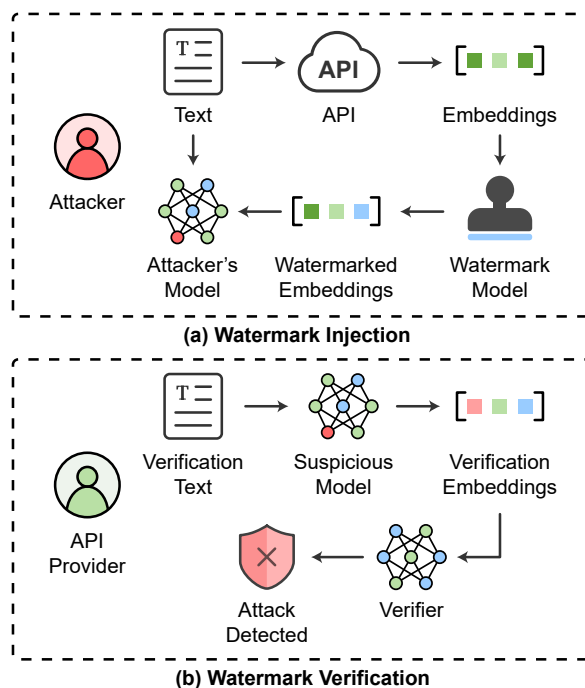 T
API
Text
API
Embeddings
Attacker
Attacker's
Model
Watermarked
Embeddings
Watermark
Model
(a) Watermark Injection
T
Verification
Text
Suspicious
Model
Verification
Embeddings
API
Provider
Attack
Detected
Verifier
(b) Watermark Verification